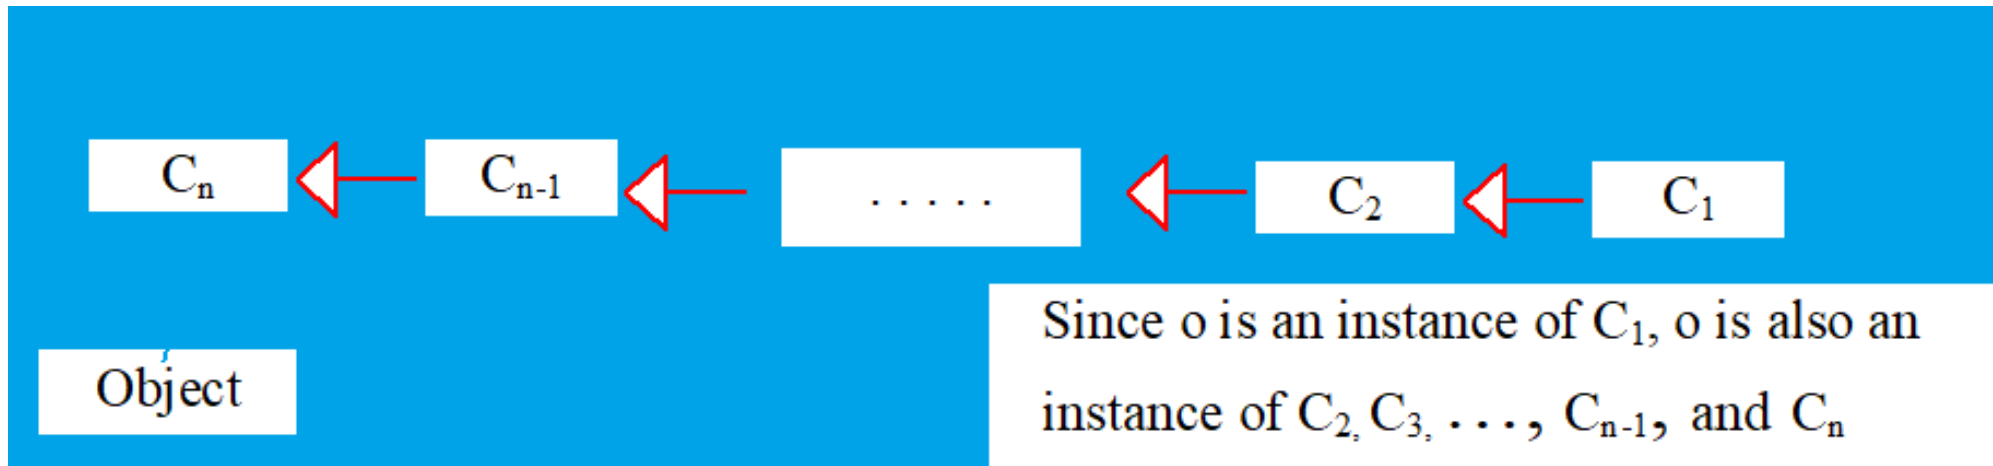 Cn
Cn-1
. . . . .
C2
C1
Since o is an instance of C1, o is also an
instance of C2, C3, . . . , Cn-1, and Cn
Object